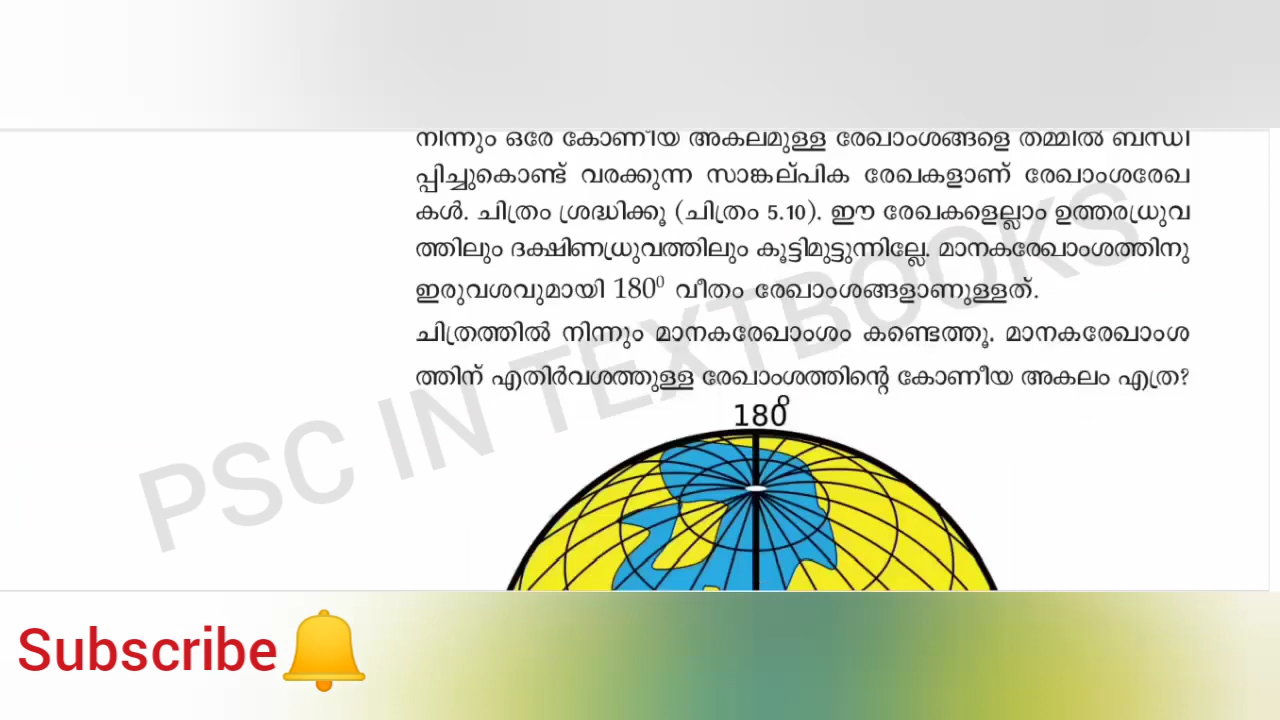 നിന്നും ഒരേ കോണീയ അകലമുള്ള രേഖാംശങ്ങളെ തമ്മിൽ ബന്ധി
പ്പിച്ചുകൊണ്ട് വരക്കുന്ന സാങ്കല്പിക രേഖകളാണ് രേഖാംശരേഖ
കൾ. ചിത്രം ശ്രദ്ധിക്കൂ (ചിത്രം 5.10). ഈ രേഖകളെല്ലാം ഉത്തരധ്രുവ
ത്തിലും ദക്ഷിണധ്രുവത്തിലും കൂട്ടിമുട്ടുന്നില്ലേ. മാനകരേഖാംശത്തിനു
ഇരുവശവുമായി 180⁰ വീതം രേഖാംശങ്ങളാണുള്ളത്.
ചിത്രത്തിൽ നിന്നും മാനകരേഖാംശം കണ്ടെത്തൂ. മാനകരേഖാംശ
ത്തിന് എതിർവശത്തുള്ള രേഖാംശത്തിന്റെ കോണീയ അകലം എത്ര?
180⁰
PSC IN TEXTBOOKS
Subscribe